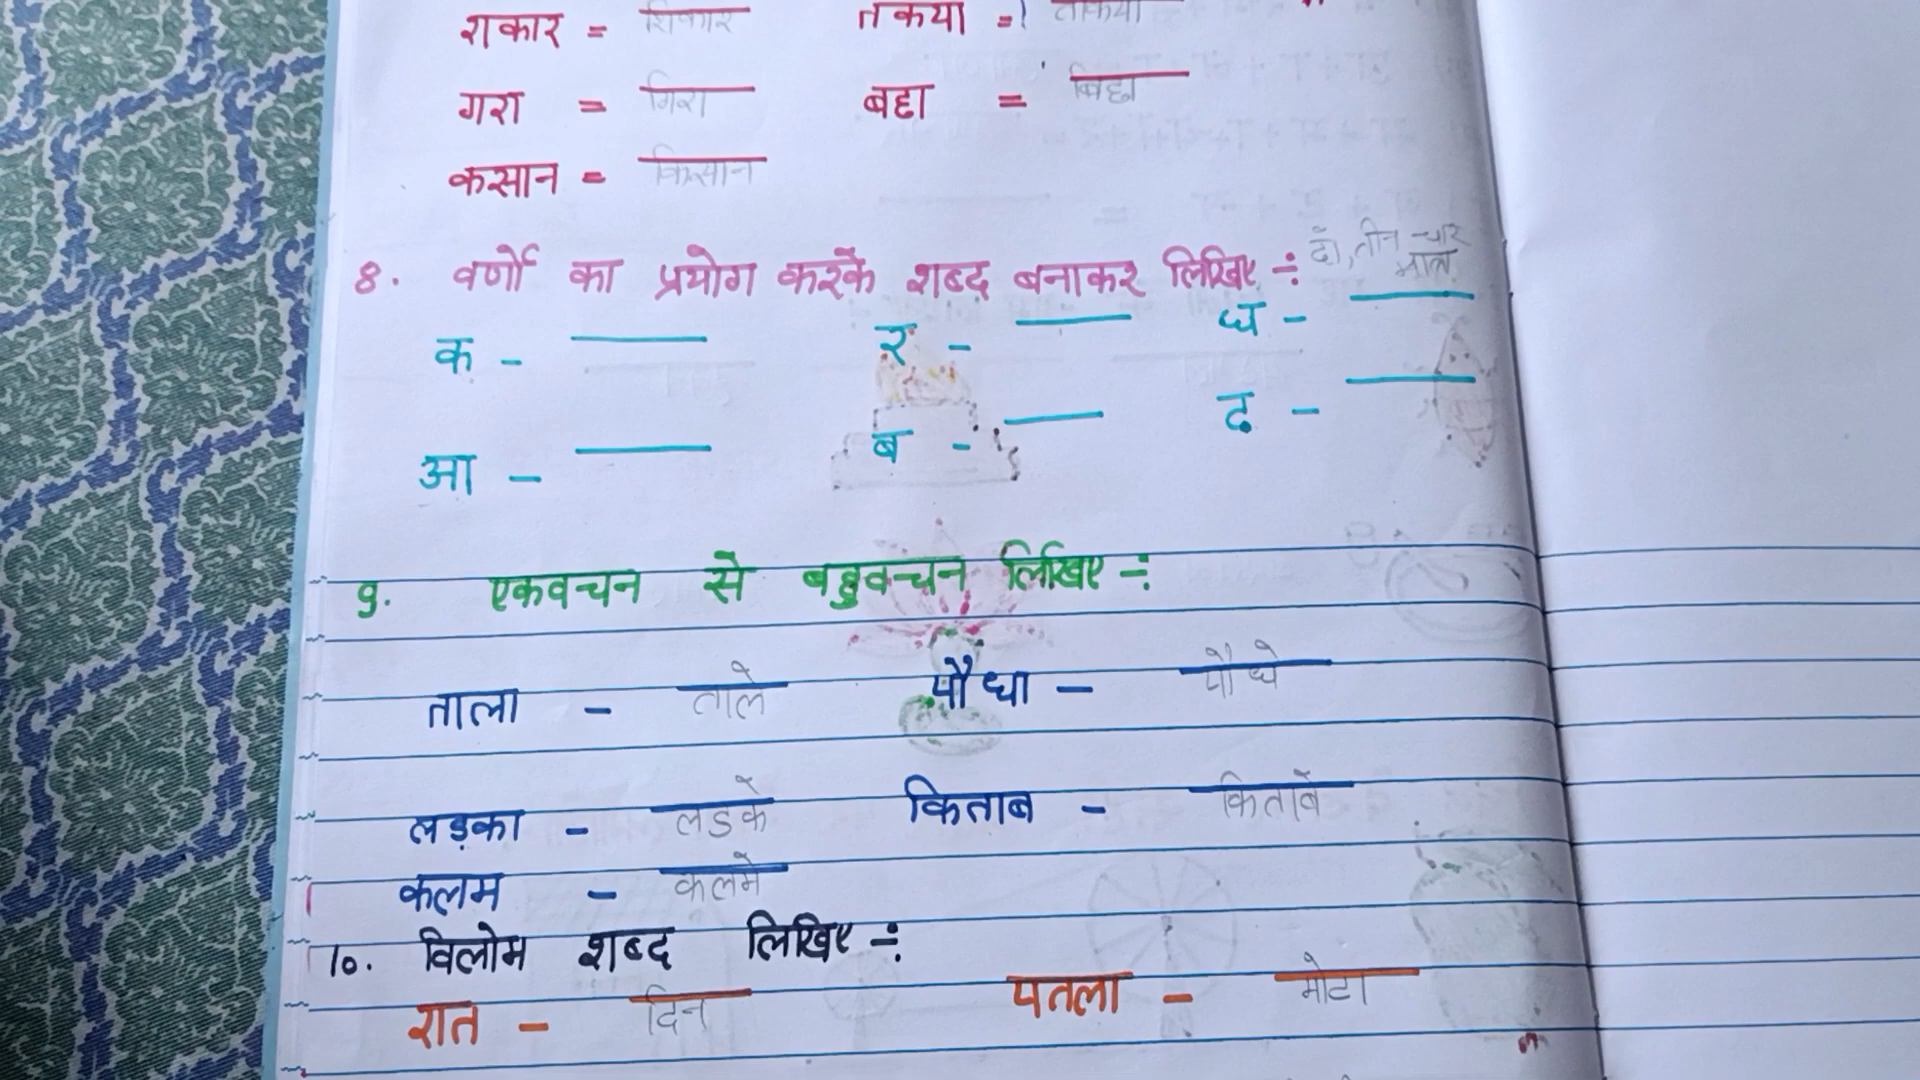 शकार = शिकार तकया = तकिया
गरा = गिरा बद्दा =
कसान = किसान
8. वर्णो का प्रयोग करकें शब्द बनाकर लिखिए ÷ दो, तीन चार
क - र - घ -
आ - ब - द -
9. एकवचन से बहुवचन लिखिए ÷
ताला - ताले पौधा - पौधे
लड़का - लडके किताब - किताबें
कलम - कलमें
10. विलोम शब्द लिखिए ÷
रात - दिन पतला - मोटा